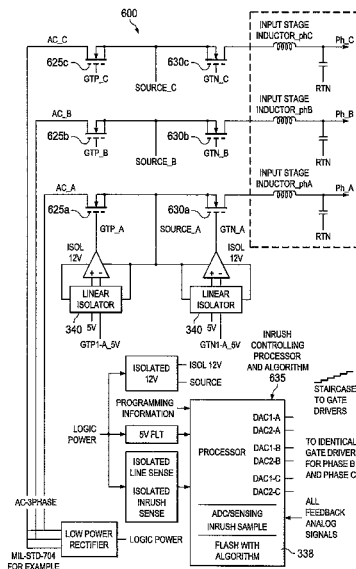 600
INPUT STAGE
INDUCTOR_phC
AC_C
Ph_C
625c
630c
GTP_C
GTN_C
SOURCE_C
RTN
INPUT STAGE
INDUCTOR_phB
AC_B
Ph_B
625b
630b
GTP_B
GTN_B
SOURCE_B
RTN
INPUT STAGE
INDUCTOR_phA
AC_A
Ph_A
625a
630a
SOURCE_A
GTP_A
GTN_A
RTN
ISOL
12V
ISOL
12V
LINEAR
ISOLATOR
LINEAR
ISOLATOR
340
5V
340
5V
GTP1-A_5V
GTN1-A_5V
INRUSH
CONTROLLING
PROCESSOR
AND ALGORITHM
635
ISOLATED
12V
ISOL 12V
SOURCE
STAIRCASE
TO GATE
DRIVERS
PROGRAMMING
INFORMATION
LOGIC
POWER
5V FLT
PROCESSOR
DAC1-A
DAC2-A
DAC1-B
DAC2-B
DAC1-C
DAC2-C
TO IDENTICAL
GATE DRIVER
FOR PHASE B
AND PHASE C
ISOLATED
LINE SENSE
ISOLATED
INRUSH
SENSE
AC-3PHASE
ADC/SENSING
INRUSH SAMPLE
FLASH WITH
ALGORITHM
338
ALL
FEEDBACK
ANALOG
SIGNALS
LOW POWER
RECTIFIER
LOGIC POWER
MIL-STD-704
FOR EXAMPLE